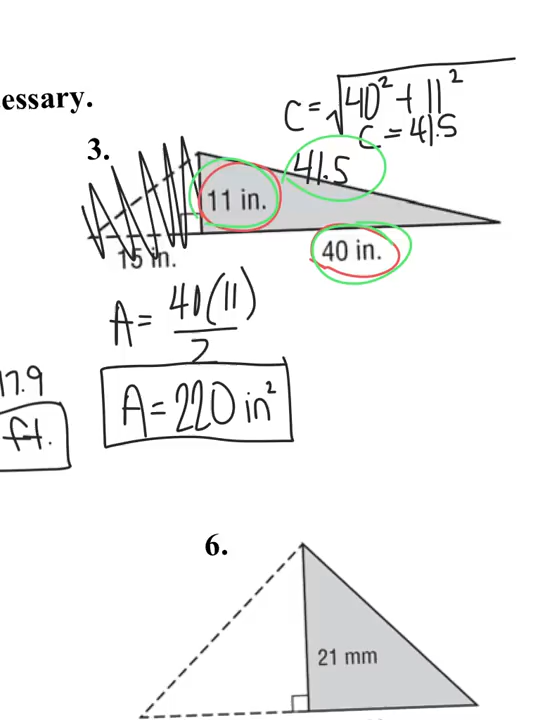 essary.
3.
C = √40² + 11²
C = 41.5
41.5
11 in.
40 in.
15 in.
A = 40(11)
2
A = 220 in²
17.9
ft.
6.
21 mm